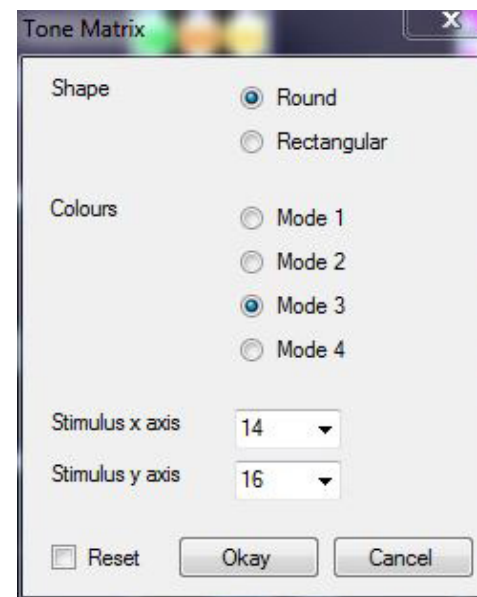 Tone Matrix
Shape
Round
Rectangular
Colours
Mode 1
Mode 2
Mode 3
Mode 4
Stimulus x axis 14
Stimulus y axis 16
Reset Okay Cancel